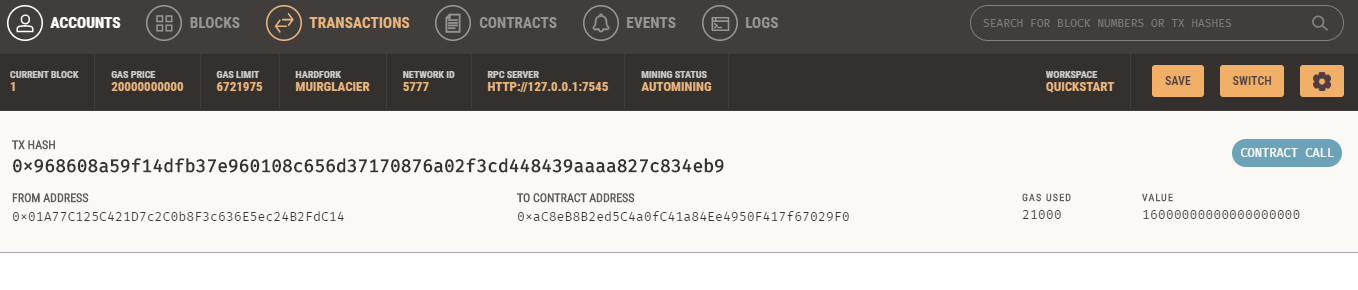 ACCOUNTS BLOCKS TRANSACTIONS CONTRACTS EVENTS LOGS SEARCH FOR BLOCK NUMBERS OR TX HASHES
CURRENT BLOCK GAS PRICE GAS LIMIT HARDFORK NETWORK ID RPC SERVER MINING STATUS WORKSPACE
1 20000000000 6721975 MUIRGLACIER 5777 HTTP://127.0.0.1:7545 AUTOMINING QUICKSTART SAVE SWITCH
TX HASH
0×968608a59f14dfb37e960108c656d37170876a02f3cd448439aaaa827c834eb9 CONTRACT CALL
FROM ADDRESS TO CONTRACT ADDRESS GAS USED VALUE
0×01A77C125C421D7c2C0b8F3c636E5ec24B2FdC14 0×aC8eB8B2ed5C4a0fC41a84Ee4950F417f67029F0 21000 16000000000000000000